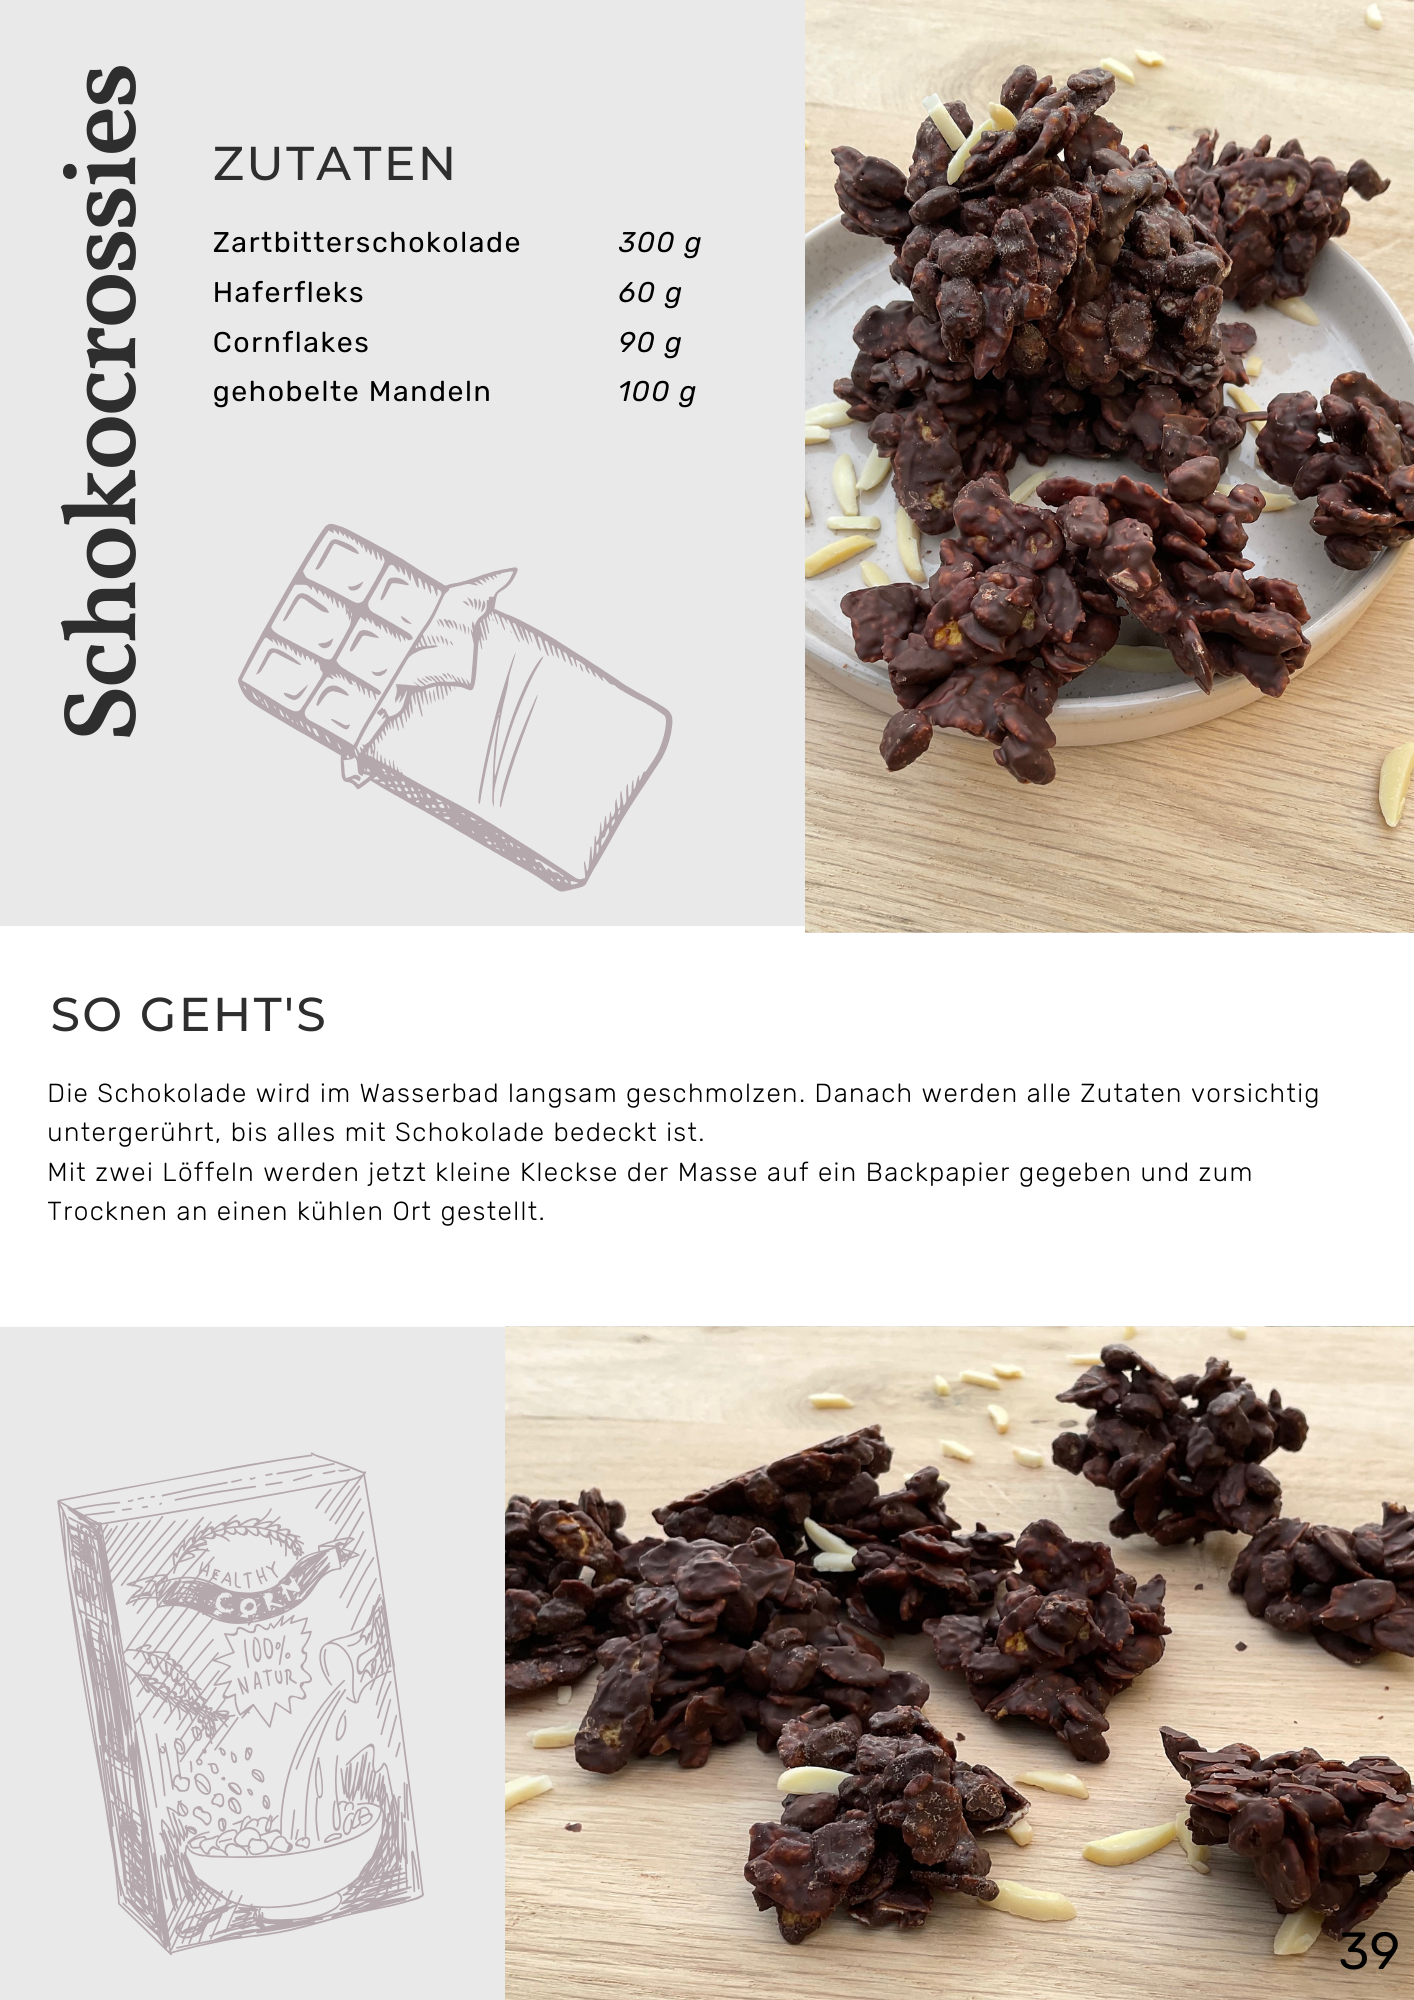 Schokocrossies
ZUTATEN
Zartbitterschokolade 300 g
Haferfleks 60 g
Cornflakes 90 g
gehobelte Mandeln 100 g
SO GEHT'S
Die Schokolade wird im Wasserbad langsam geschmolzen. Danach werden alle Zutaten vorsichtig
untergerührt, bis alles mit Schokolade bedeckt ist.
Mit zwei Löffeln werden jetzt kleine Kleckse der Masse auf ein Backpapier gegeben und zum
Trocknen an einen kühlen Ort gestellt.
HEALTHY
CORN
100%
NATUR
39